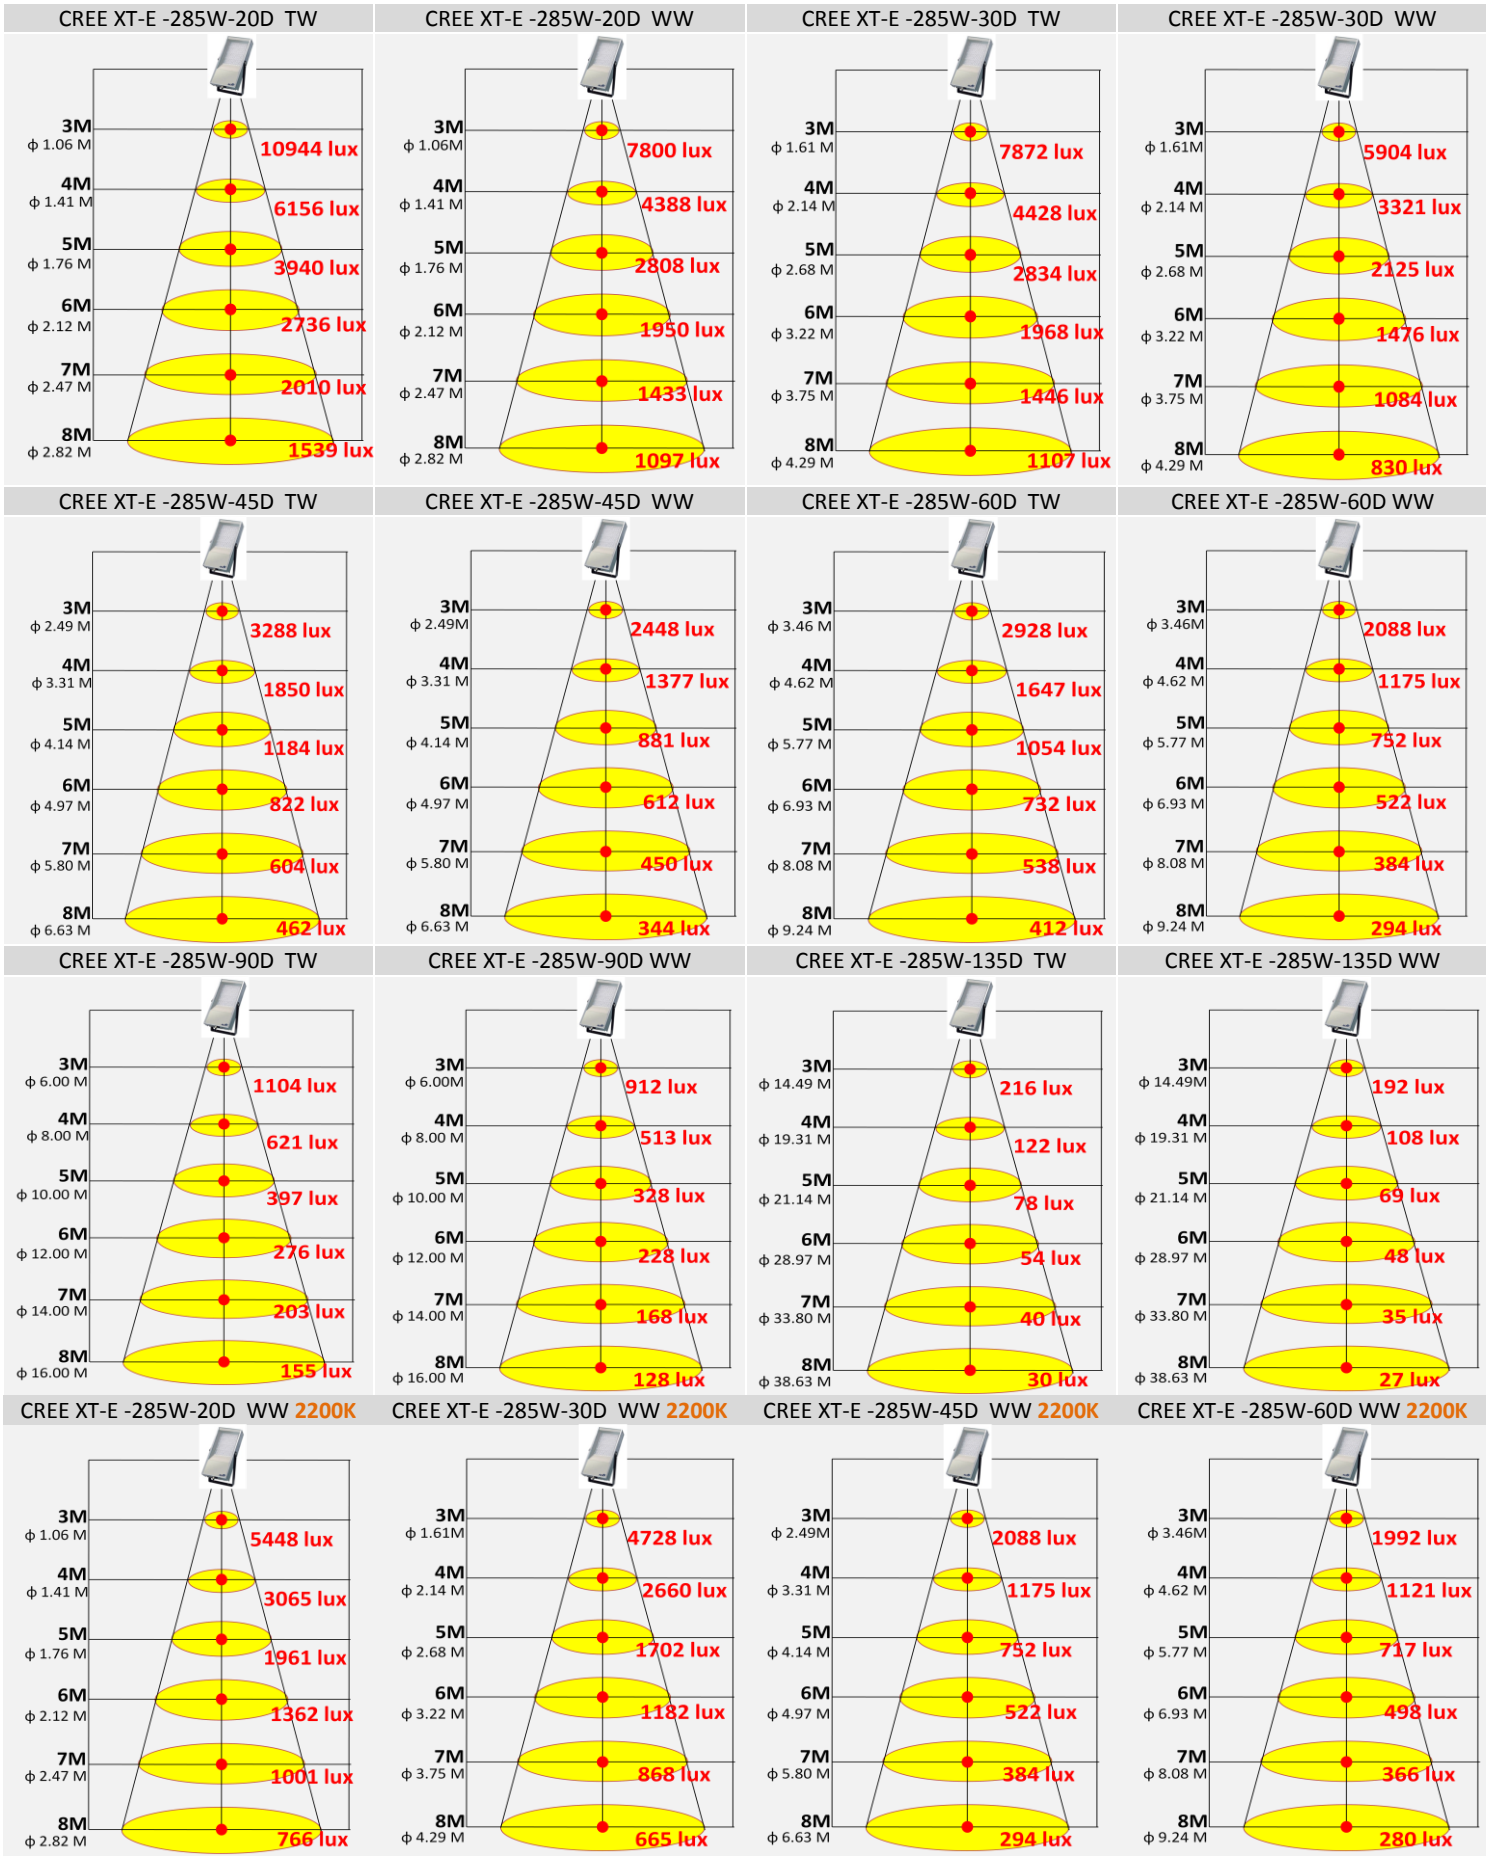 CREE XT-E -285W-20D TW
3M
φ 1.06 M
10944 lux
4M
φ 1.41 M
6156 lux
5M
φ 1.76 M
3940 lux
6M
φ 2.12 M
2736 lux
7M
φ 2.47 M
2010 lux
8M
φ 2.82 M
1539 lux
CREE XT-E -285W-20D WW
3M
φ 1.06M
7800 lux
4M
φ 1.41 M
4388 lux
5M
φ 1.76 M
2808 lux
6M
φ 2.12 M
1950 lux
7M
φ 2.47 M
1433 lux
8M
φ 2.82 M
1097 lux
CREE XT-E -285W-30D TW
3M
φ 1.61 M
7872 lux
4M
φ 2.14 M
4428 lux
5M
φ 2.68 M
2834 lux
6M
φ 3.22 M
1968 lux
7M
φ 3.75 M
1446 lux
8M
φ 4.29 M
1107 lux
CREE XT-E -285W-30D WW
3M
φ 1.61M
5904 lux
4M
φ 2.14 M
3321 lux
5M
φ 2.68 M
2125 lux
6M
φ 3.22 M
1476 lux
7M
φ 3.75 M
1084 lux
8M
φ 4.29 M
830 lux
CREE XT-E -285W-45D TW
3M
φ 2.49 M
3288 lux
4M
φ 3.31 M
1850 lux
5M
φ 4.14 M
1184 lux
6M
φ 4.97 M
822 lux
7M
φ 5.80 M
604 lux
8M
φ 6.63 M
462 lux
CREE XT-E -285W-45D WW
3M
φ 2.49M
2448 lux
4M
φ 3.31 M
1377 lux
5M
φ 4.14 M
881 lux
6M
φ 4.97 M
612 lux
7M
φ 5.80 M
450 lux
8M
φ 6.63 M
344 lux
CREE XT-E -285W-60D TW
3M
φ 3.46 M
2928 lux
4M
φ 4.62 M
1647 lux
5M
φ 5.77 M
1054 lux
6M
φ 6.93 M
732 lux
7M
φ 8.08 M
538 lux
8M
φ 9.24 M
412 lux
CREE XT-E -285W-60D WW
3M
φ 3.46M
2088 lux
4M
φ 4.62 M
1175 lux
5M
φ 5.77 M
752 lux
6M
φ 6.93 M
522 lux
7M
φ 8.08 M
384 lux
8M
φ 9.24 M
294 lux
CREE XT-E -285W-90D TW
3M
φ 6.00 M
1104 lux
4M
φ 8.00 M
621 lux
5M
φ 10.00 M
397 lux
6M
φ 12.00 M
276 lux
7M
φ 14.00 M
203 lux
8M
φ 16.00 M
155 lux
CREE XT-E -285W-90D WW
3M
φ 6.00M
912 lux
4M
φ 8.00 M
513 lux
5M
φ 10.00 M
328 lux
6M
φ 12.00 M
228 lux
7M
φ 14.00 M
168 lux
8M
φ 16.00 M
128 lux
CREE XT-E -285W-135D TW
3M
φ 14.49 M
216 lux
4M
φ 19.31 M
122 lux
5M
φ 21.14 M
78 lux
6M
φ 28.97 M
54 lux
7M
φ 33.80 M
40 lux
8M
φ 38.63 M
30 lux
CREE XT-E -285W-135D WW
3M
φ 14.49M
192 lux
4M
φ 19.31 M
108 lux
5M
φ 21.14 M
69 lux
6M
φ 28.97 M
48 lux
7M
φ 33.80 M
35 lux
8M
φ 38.63 M
27 lux
CREE XT-E -285W-20D WW 2200K
3M
φ 1.06 M
5448 lux
4M
φ 1.41 M
3065 lux
5M
φ 1.76 M
1961 lux
6M
φ 2.12 M
1362 lux
7M
φ 2.47 M
1001 lux
8M
φ 2.82 M
766 lux
CREE XT-E -285W-30D WW 2200K
3M
φ 1.61M
4728 lux
4M
φ 2.14 M
2660 lux
5M
φ 2.68 M
1702 lux
6M
φ 3.22 M
1182 lux
7M
φ 3.75 M
868 lux
8M
φ 4.29 M
665 lux
CREE XT-E -285W-45D WW 2200K
3M
φ 2.49M
2088 lux
4M
φ 3.31 M
1175 lux
5M
φ 4.14 M
752 lux
6M
φ 4.97 M
522 lux
7M
φ 5.80 M
384 lux
8M
φ 6.63 M
294 lux
CREE XT-E -285W-60D WW 2200K
3M
φ 3.46M
1992 lux
4M
φ 4.62 M
1121 lux
5M
φ 5.77 M
717 lux
6M
φ 6.93 M
498 lux
7M
φ 8.08 M
366 lux
8M
φ 9.24 M
280 lux